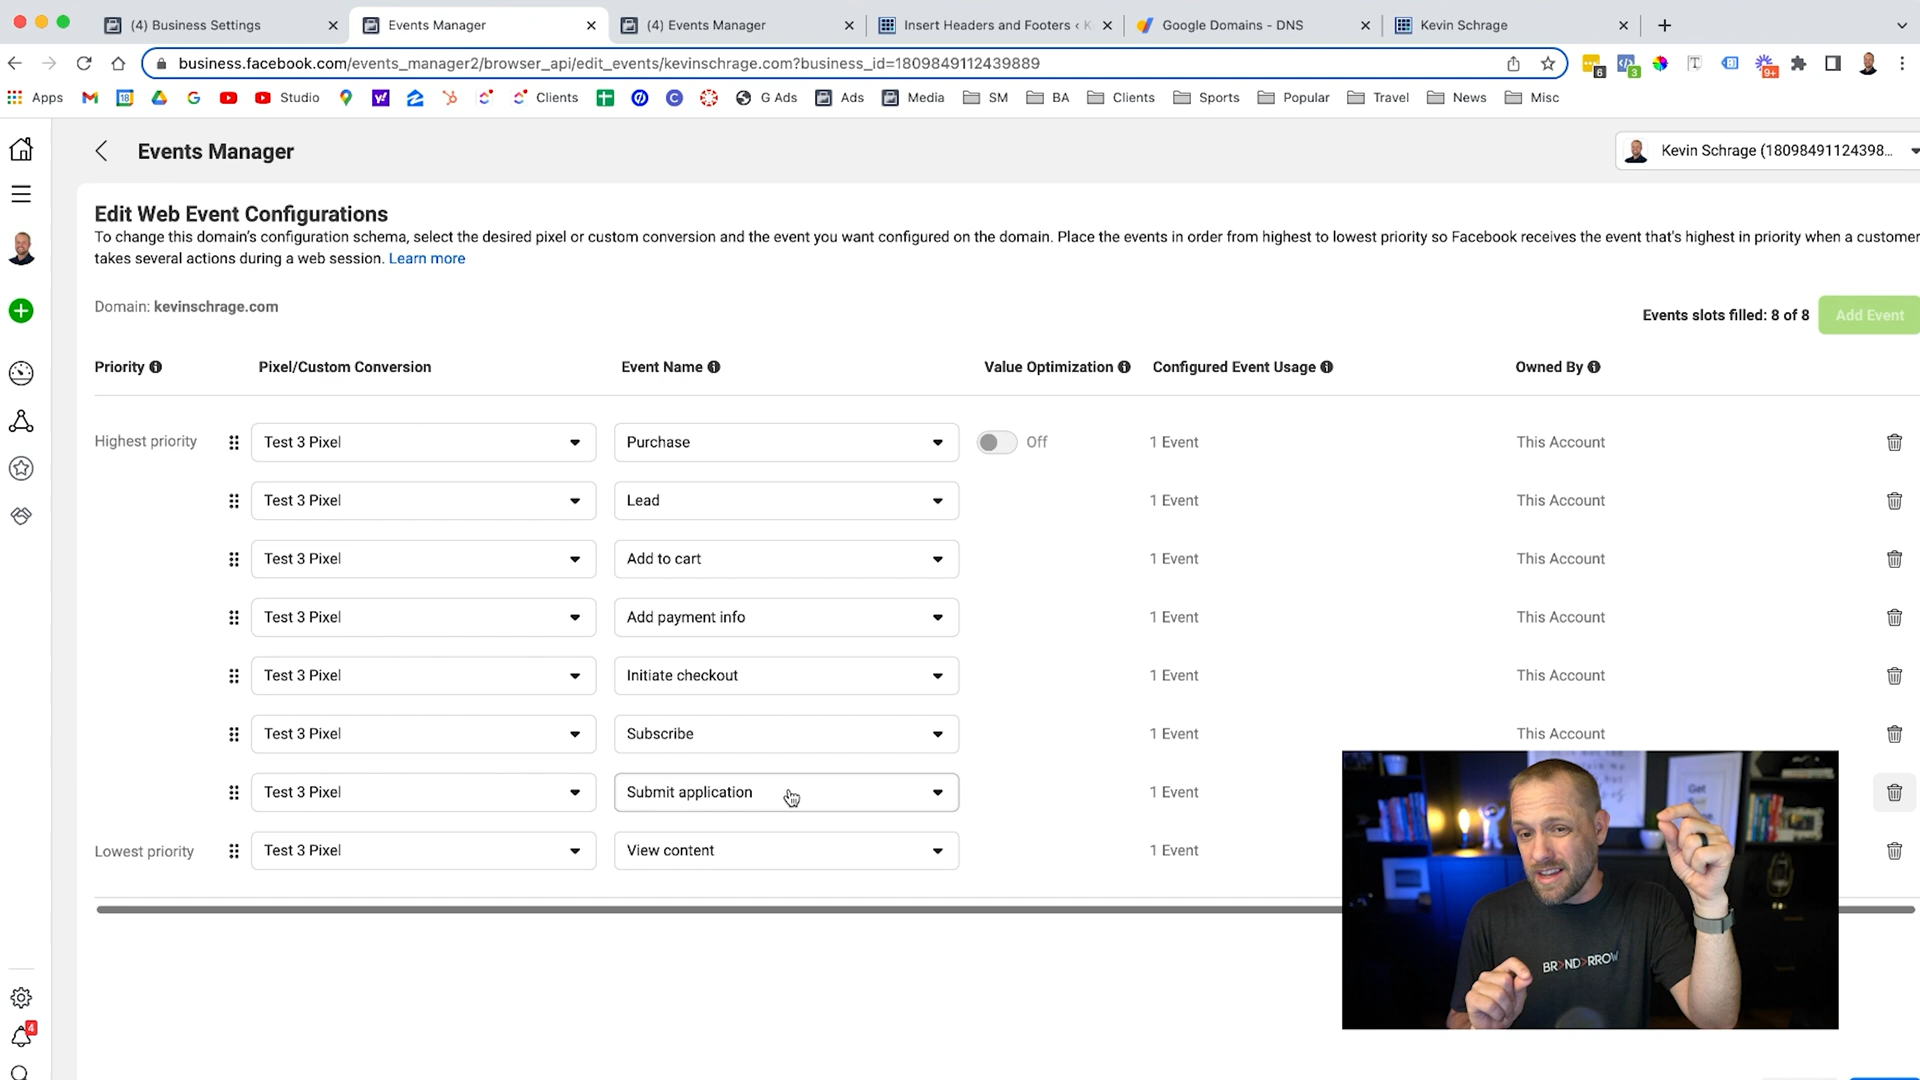 (4) Business Settings
Events Manager
(4) Events Manager
Insert Headers and Footers ‹ K
Google Domains - DNS
Kevin Schrage
business.facebook.com/events_manager2/browser_api/edit_events/kevinschrage.com?business_id=1809849112439889
6
3
9+
Apps
18
Studio
Clients
G Ads
Ads
Media
SM
BA
Clients
Sports
Popular
Travel
News
Misc
Events Manager
Kevin Schrage (18098491124398...
Edit Web Event Configurations
To change this domain's configuration schema, select the desired pixel or custom conversion and the event you want configured on the domain. Place the events in order from highest to lowest priority so Facebook receives the event that's highest in priority when a customer
takes several actions during a web session. Learn more
Domain: kevinschrage.com
Events slots filled: 8 of 8
Add Event
Priority
Pixel/Custom Conversion
Event Name
Value Optimization
Configured Event Usage
Owned By
Highest priority
Test 3 Pixel
Purchase
Off
1 Event
This Account
Test 3 Pixel
Lead
1 Event
This Account
Test 3 Pixel
Add to cart
1 Event
This Account
Test 3 Pixel
Add payment info
1 Event
This Account
Test 3 Pixel
Initiate checkout
1 Event
This Account
Test 3 Pixel
Subscribe
1 Event
This Account
Test 3 Pixel
Submit application
1 Event
Lowest priority
Test 3 Pixel
View content
1 Event
4
Get
BR>ND>RROW